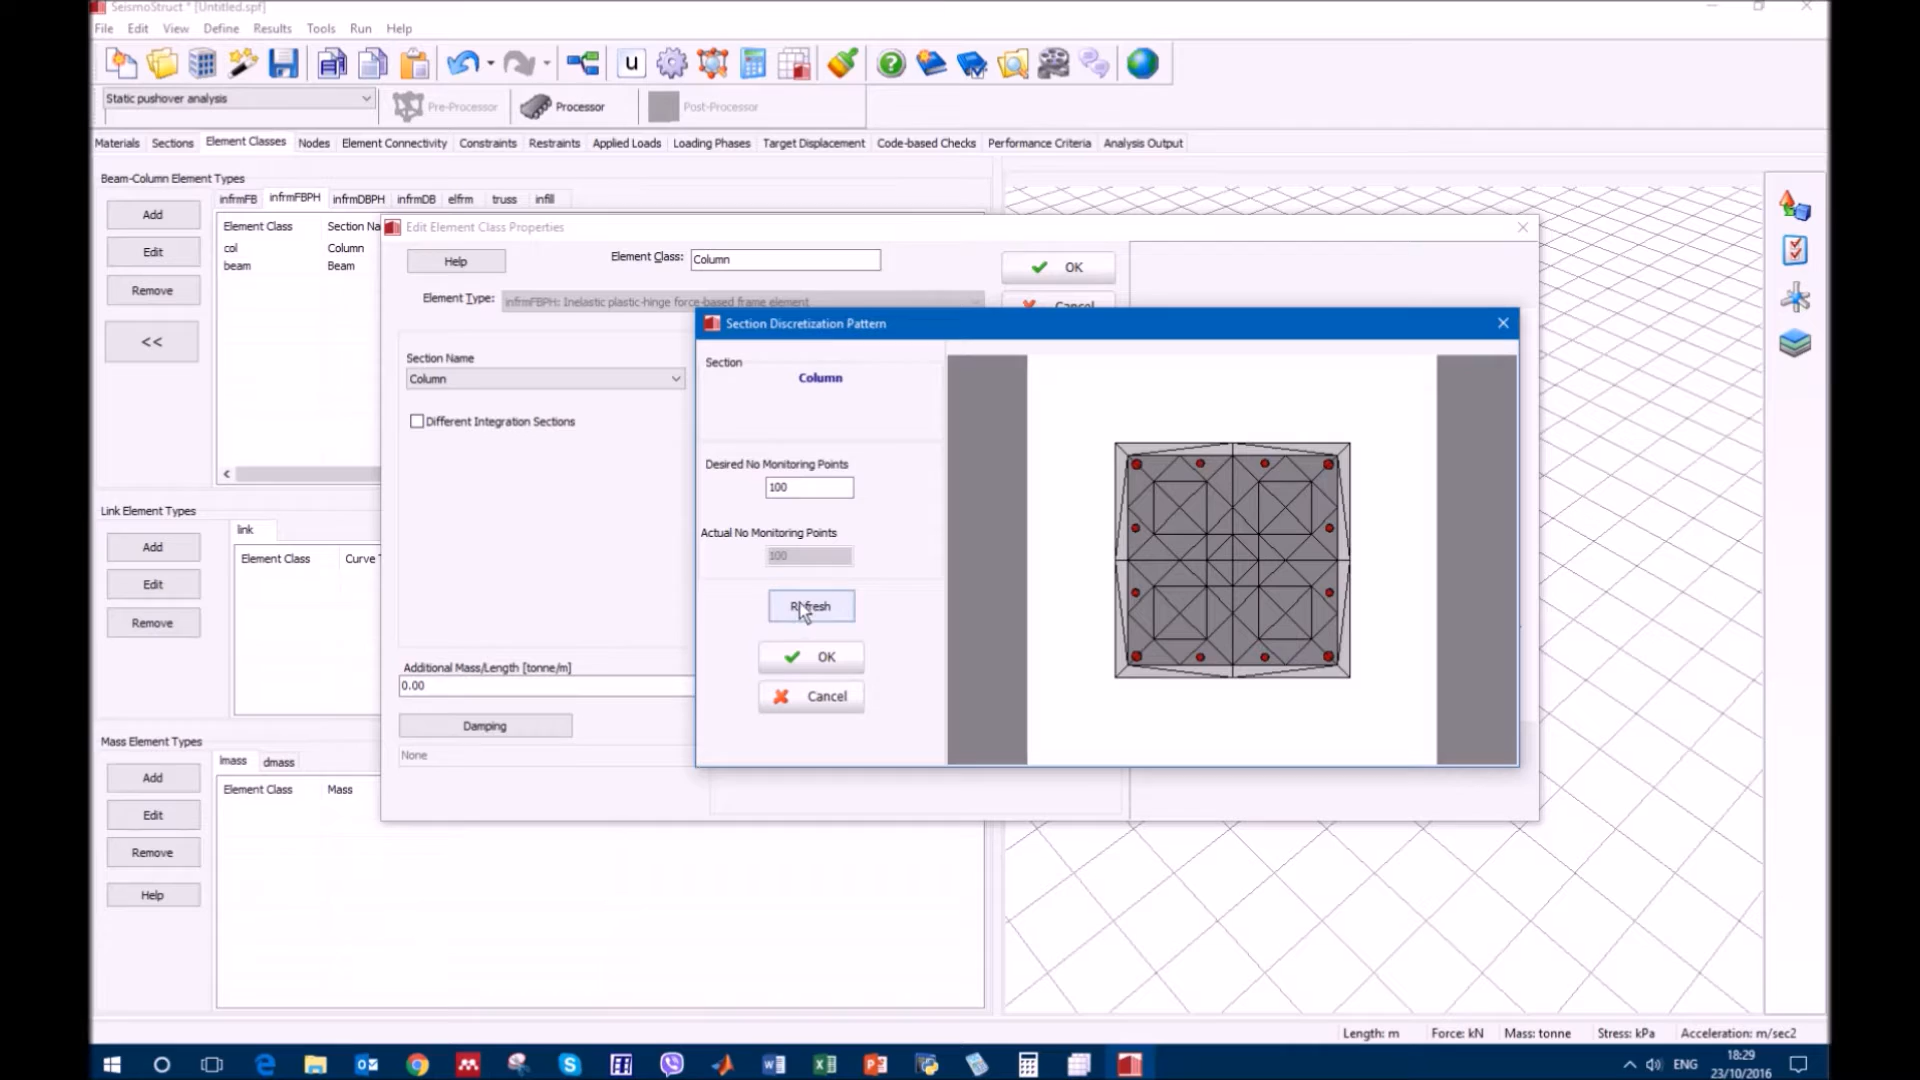 SeismoStruct * [Untitled.spf]
File Edit View Define Results Tools Run Help
u
Static pushover analysis Pre-Processor Processor Post-Processor
Materials Sections Element Classes Nodes Element Connectivity Constraints Restraints Applied Loads Loading Phases Target Displacement Code-based Checks Performance Criteria Analysis Output
Beam-Column Element Types
infrmFB infrmFBPH infrmDBPH infrmDB elfrm truss infill
Add
Edit
Remove
<<
Element Class Section Na
col Column
beam Beam
Link Element Types
link
Add
Edit
Remove
Element Class Curve T
Mass Element Types
lmass dmass
Add
Edit
Remove
Help
Element Class Mass
Edit Element Class Properties
Help Element Class: Column OK
Element Type: infrmFBPH: Inelastic plastic-hinge force-based frame element Cancel
Section Name
Column
Different Integration Sections
Additional Mass/Length [tonne/m]
0.00
Damping
None
Section Discretization Pattern
Section
Column
Desired No Monitoring Points
100
Actual No Monitoring Points
100
Refresh
OK
Cancel
Length: m Force: kN Mass: tonne Stress: kPa Acceleration: m/sec2
ENG
18:29
23/10/2016